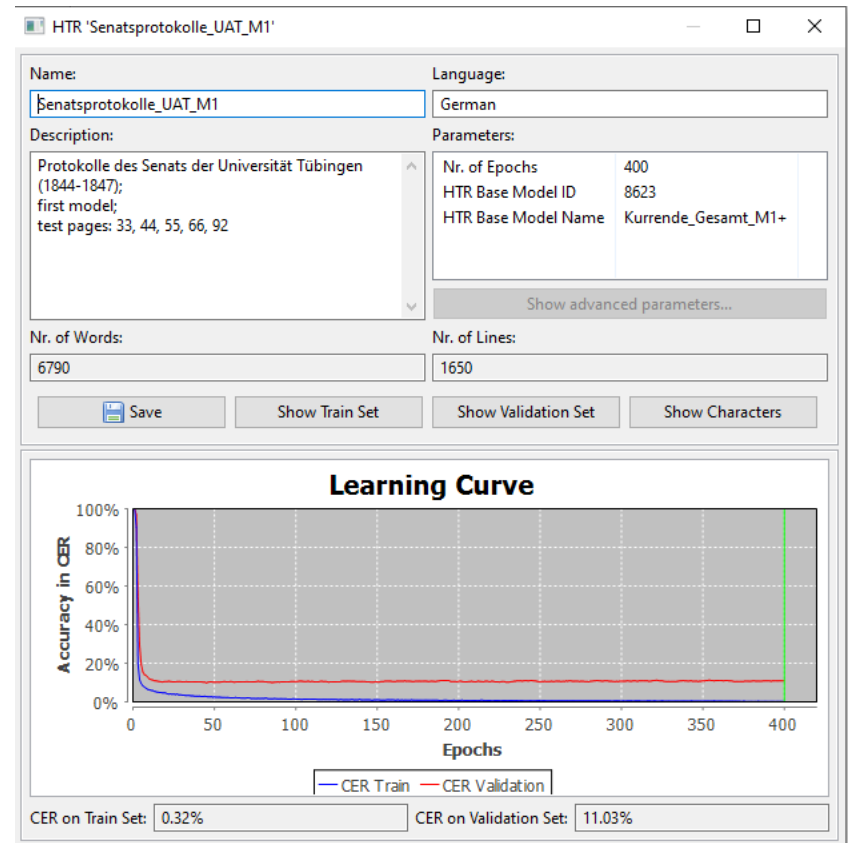 HTR 'Senatsprotokolle_UAT_M1'
Name:
Senatsprotokolle_UAT_M1
Language:
German
Description:
Protokolle des Senats der Universität Tübingen
(1844-1847);
first model;
test pages: 33, 44, 55, 66, 92
Parameters:
Nr. of Epochs 400
HTR Base Model ID 8623
HTR Base Model Name Kurrende_Gesamt_M1+
Show advanced parameters...
Nr. of Words:
6790
Nr. of Lines:
1650
Save
Show Train Set
Show Validation Set
Show Characters
Learning Curve
Accuracy in CER
100%
80%
60%
40%
20%
0%
0 50 100 150 200 250 300 350 400
Epochs
CER Train CER Validation
CER on Train Set: 0.32%
CER on Validation Set: 11.03%